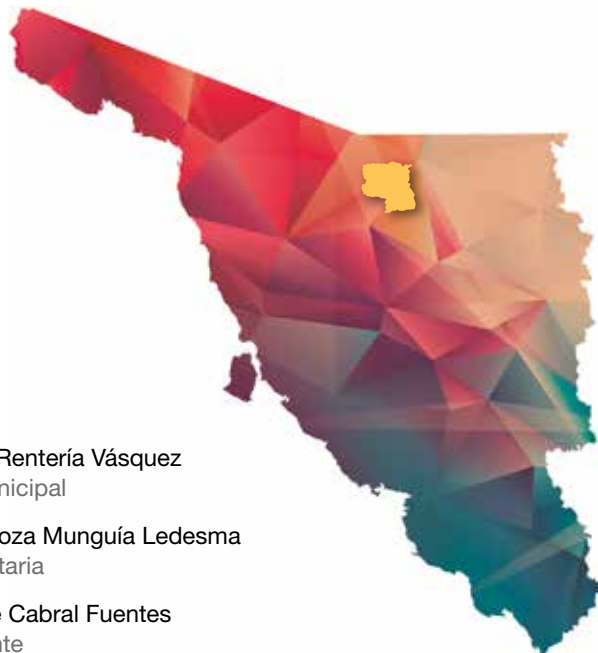 Rentería Vásquez
nicipal
oza Munguía Ledesma
taria
e Cabral Fuentes
nte